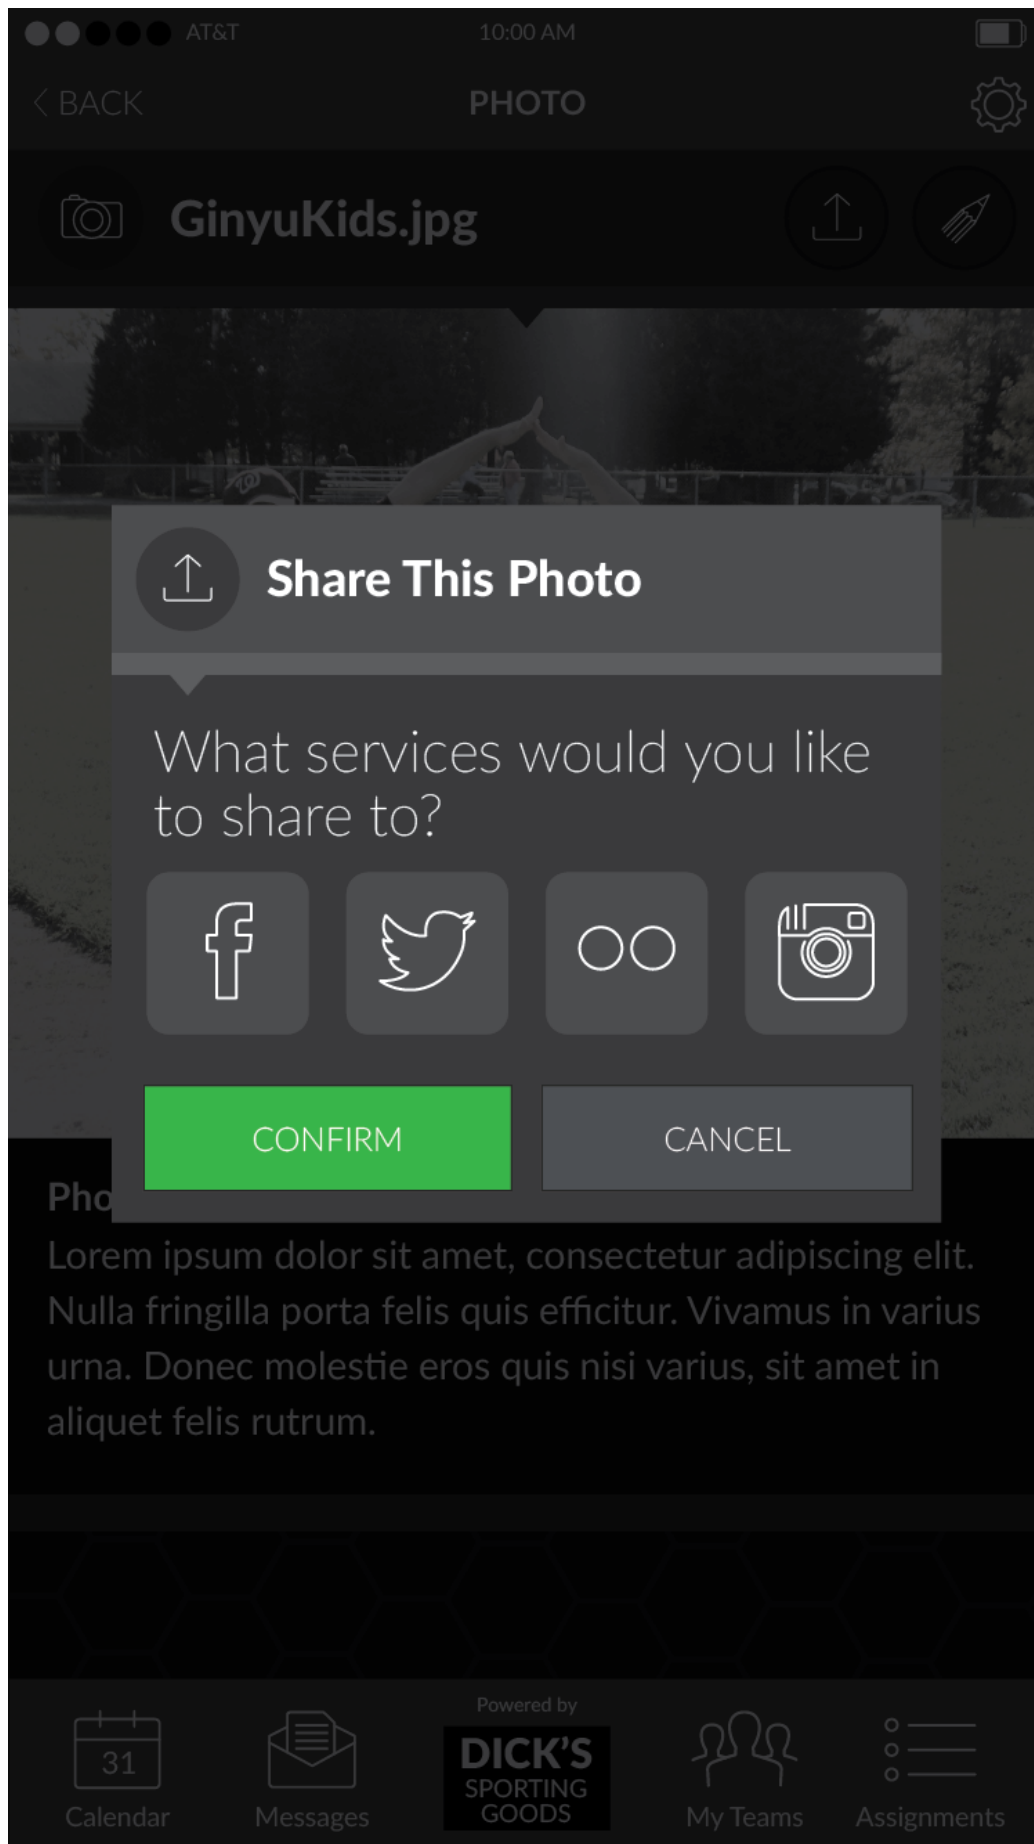 AT&T 10:00 AM
BACK PHOTO
GinyuKids.jpg
Share This Photo
What services would you like
to share to?
CONFIRM CANCEL
Pho
Lorem ipsum dolor sit amet, consectetur adipiscing elit.
Nulla fringilla porta felis quis efficitur. Vivamus in varius
urna. Donec molestie eros quis nisi varius, sit amet in
aliquet felis rutrum.
Powered by
31 DICK'S
SPORTING
GOODS
Calendar Messages My Teams Assignments